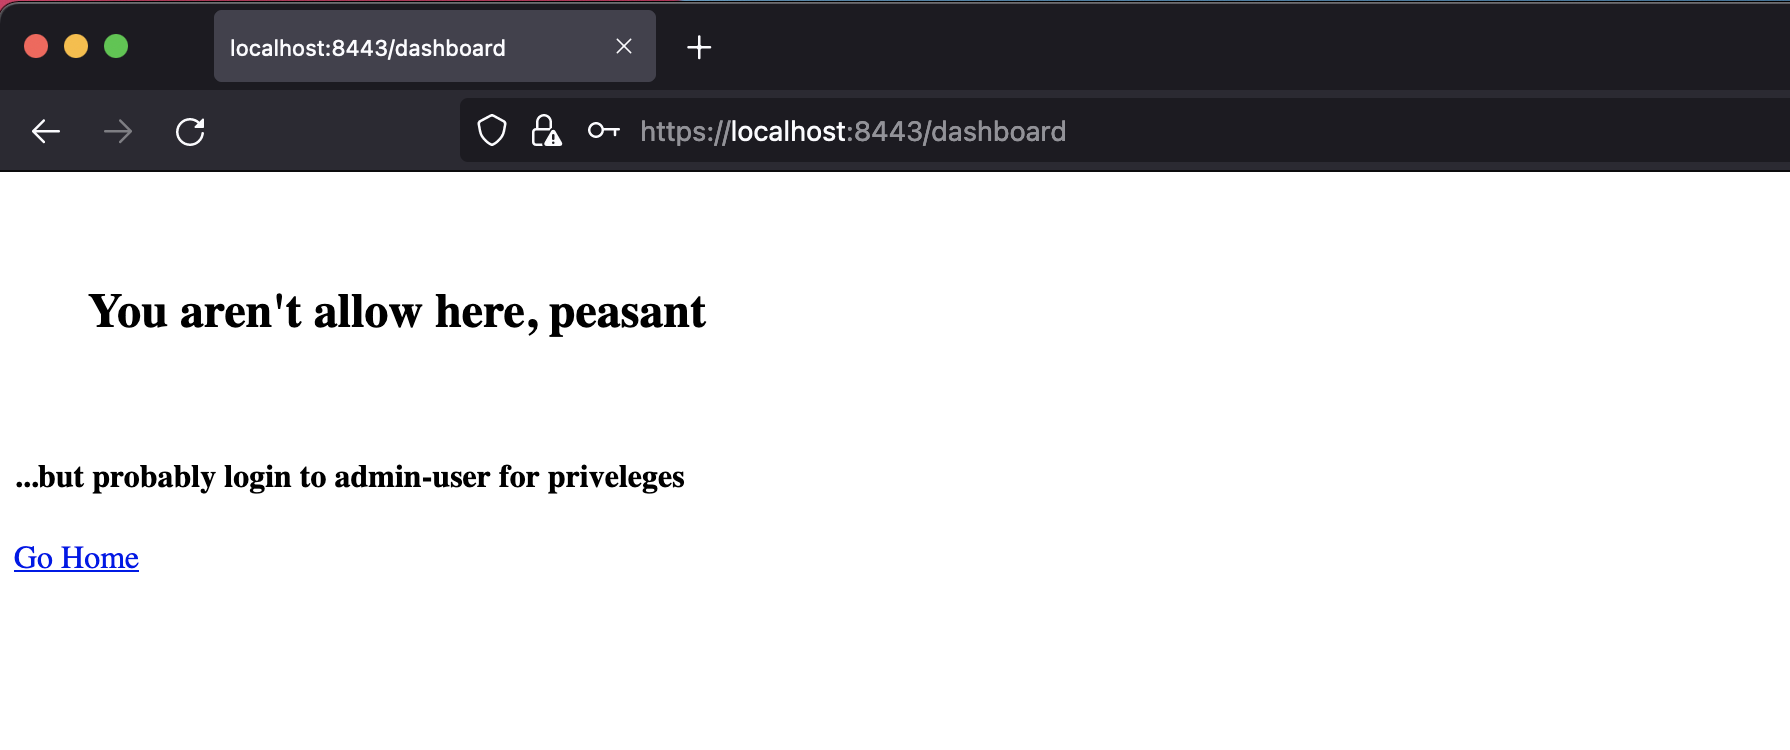 localhost:8443/dashboard
https://localhost:8443/dashboard
You aren't allow here, peasant
...but probably login to admin-user for priveleges
Go Home